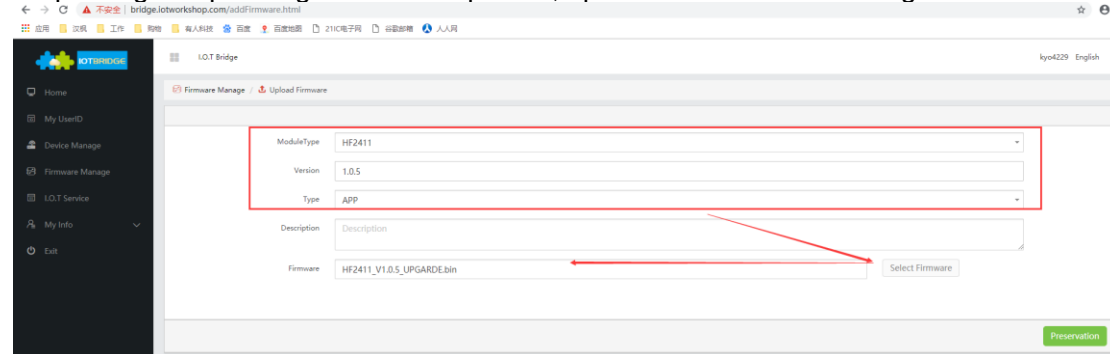 不安全 bridge.iotworkshop.com/addFirmware.html
应用 汉枫 工作 购物 有人科技 百度 百度地图 21IC电子网 谷歌邮箱 人人网
IOTBRIDGE I.O.T Bridge kyo4229 English
Home
Firmware Manage / Upload Firmware
My UserID
Device Manage
Firmware Manage
I.O.T Service
My Info
Exit
ModuleType HF2411
Version 1.0.5
Type APP
Description Description
Firmware HF2411_V1.0.5_UPGARDE.bin Select Firmware
Preservation